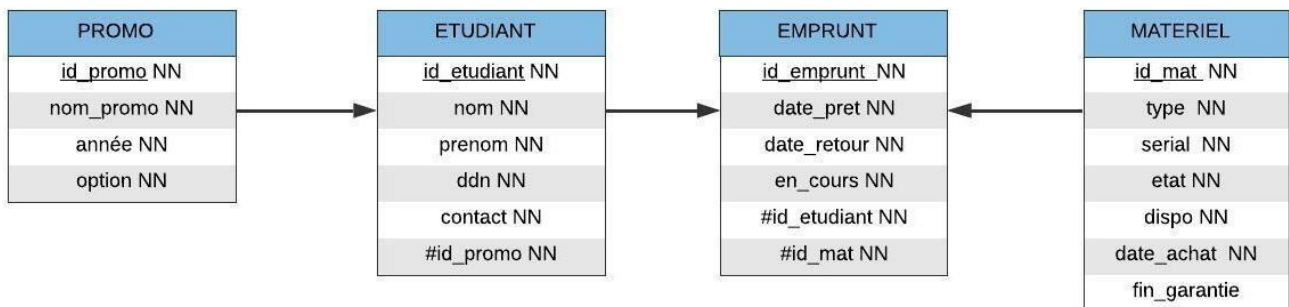 PROMO
id_promo NN
nom_promo NN
année NN
option NN
ETUDIANT
id_etudiant NN
nom NN
prenom NN
ddn NN
contact NN
#id_promo NN
EMPRUNT
id_emprunt NN
date_pret NN
date_retour NN
en_cours NN
#id_etudiant NN
#id_mat NN
MATERIEL
id_mat NN
type NN
serial NN
etat NN
dispo NN
date_achat NN
fin_garantie